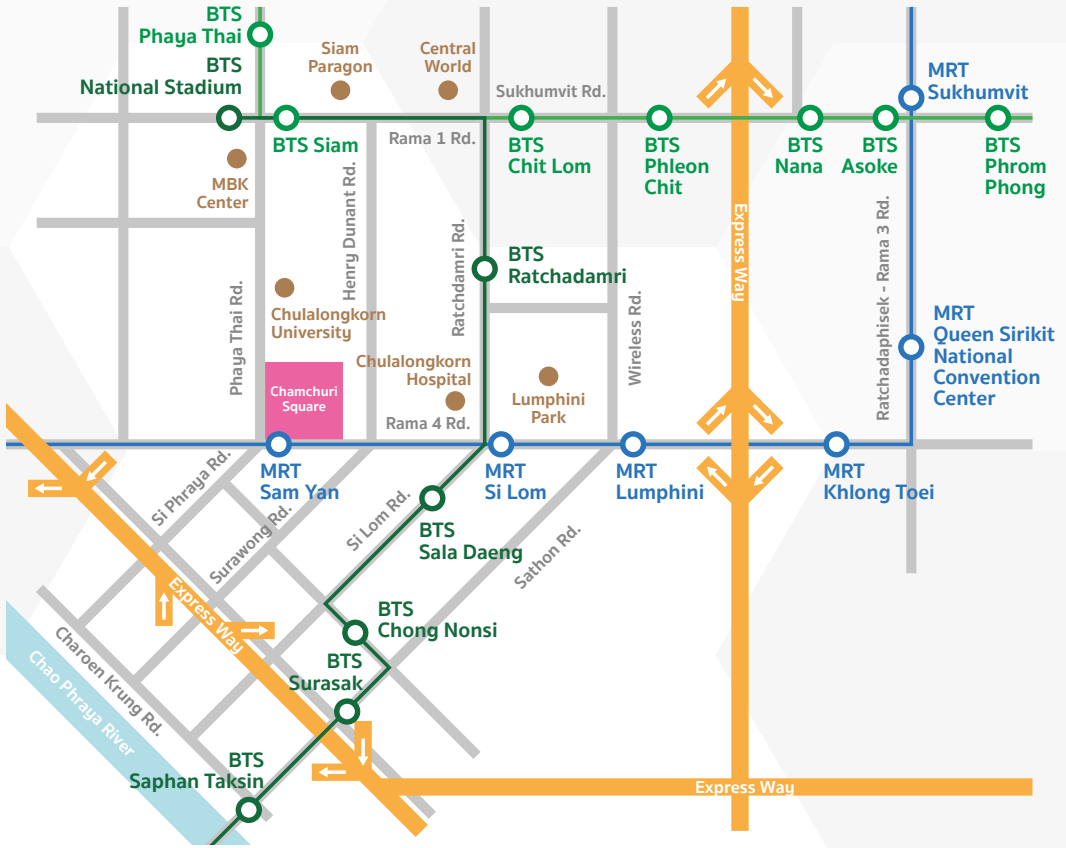 BTS
Phaya Thai
BTS
National Stadium
Siam
Paragon
Central
World
Sukhumvit Rd.
MRT
Sukhumvit
BTS Siam
Rama 1 Rd.
BTS
Chit Lom
BTS
Phleon
Chit
BTS
Nana
BTS
Asoke
BTS
Phrom
Phong
MBK
Center
Henry Dunant Rd.
Ratchdamri Rd.
Express Way
Ratchadaphisek - Rama 3 Rd.
BTS
Ratchadamri
Phaya Thai Rd.
Chulalongkorn
University
Wireless Rd.
MRT
Queen Sirikit
National
Convention
Center
Chulalongkorn
Hospital
Chamchuri
Square
Lumphini
Park
Rama 4 Rd.
MRT
Sam Yan
MRT
Si Lom
MRT
Lumphini
MRT
Khlong Toei
Si Phraya Rd.
Surawong Rd.
Si Lom Rd.
BTS
Sala Daeng
Sathon Rd.
Express Way
BTS
Chong Nonsi
Charoen Krung Rd.
Chao Phraya River
BTS
Surasak
BTS
Saphan Taksin
Express Way